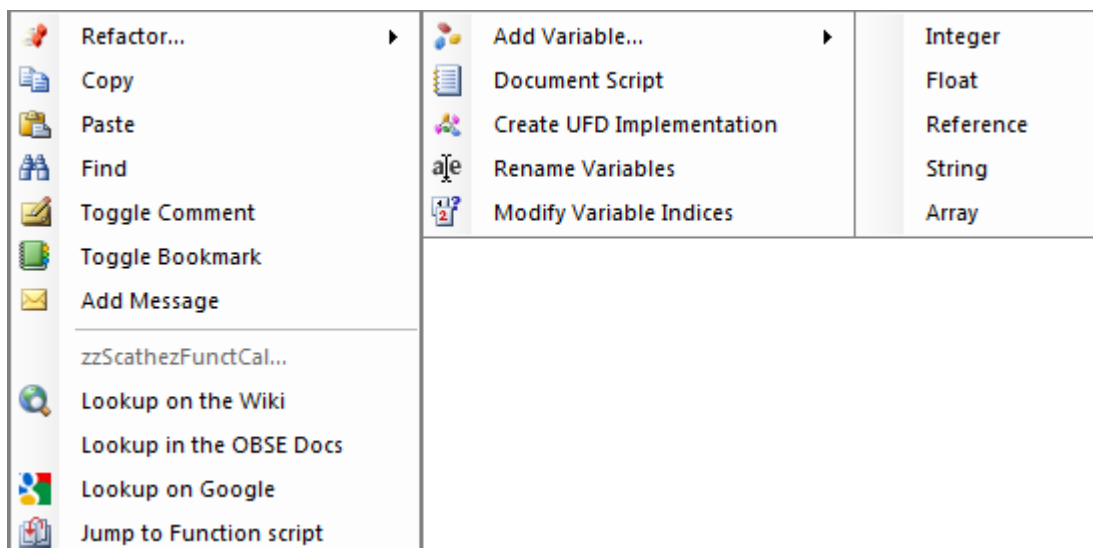 Refactor...
Copy
Paste
Find
Toggle Comment
Toggle Bookmark
Add Message
zzScathezFunctCal...
Lookup on the Wiki
Lookup in the OBSE Docs
Lookup on Google
Jump to Function script
Add Variable...
Document Script
Create UFD Implementation
Rename Variables
Modify Variable Indices
Integer
Float
Reference
String
Array